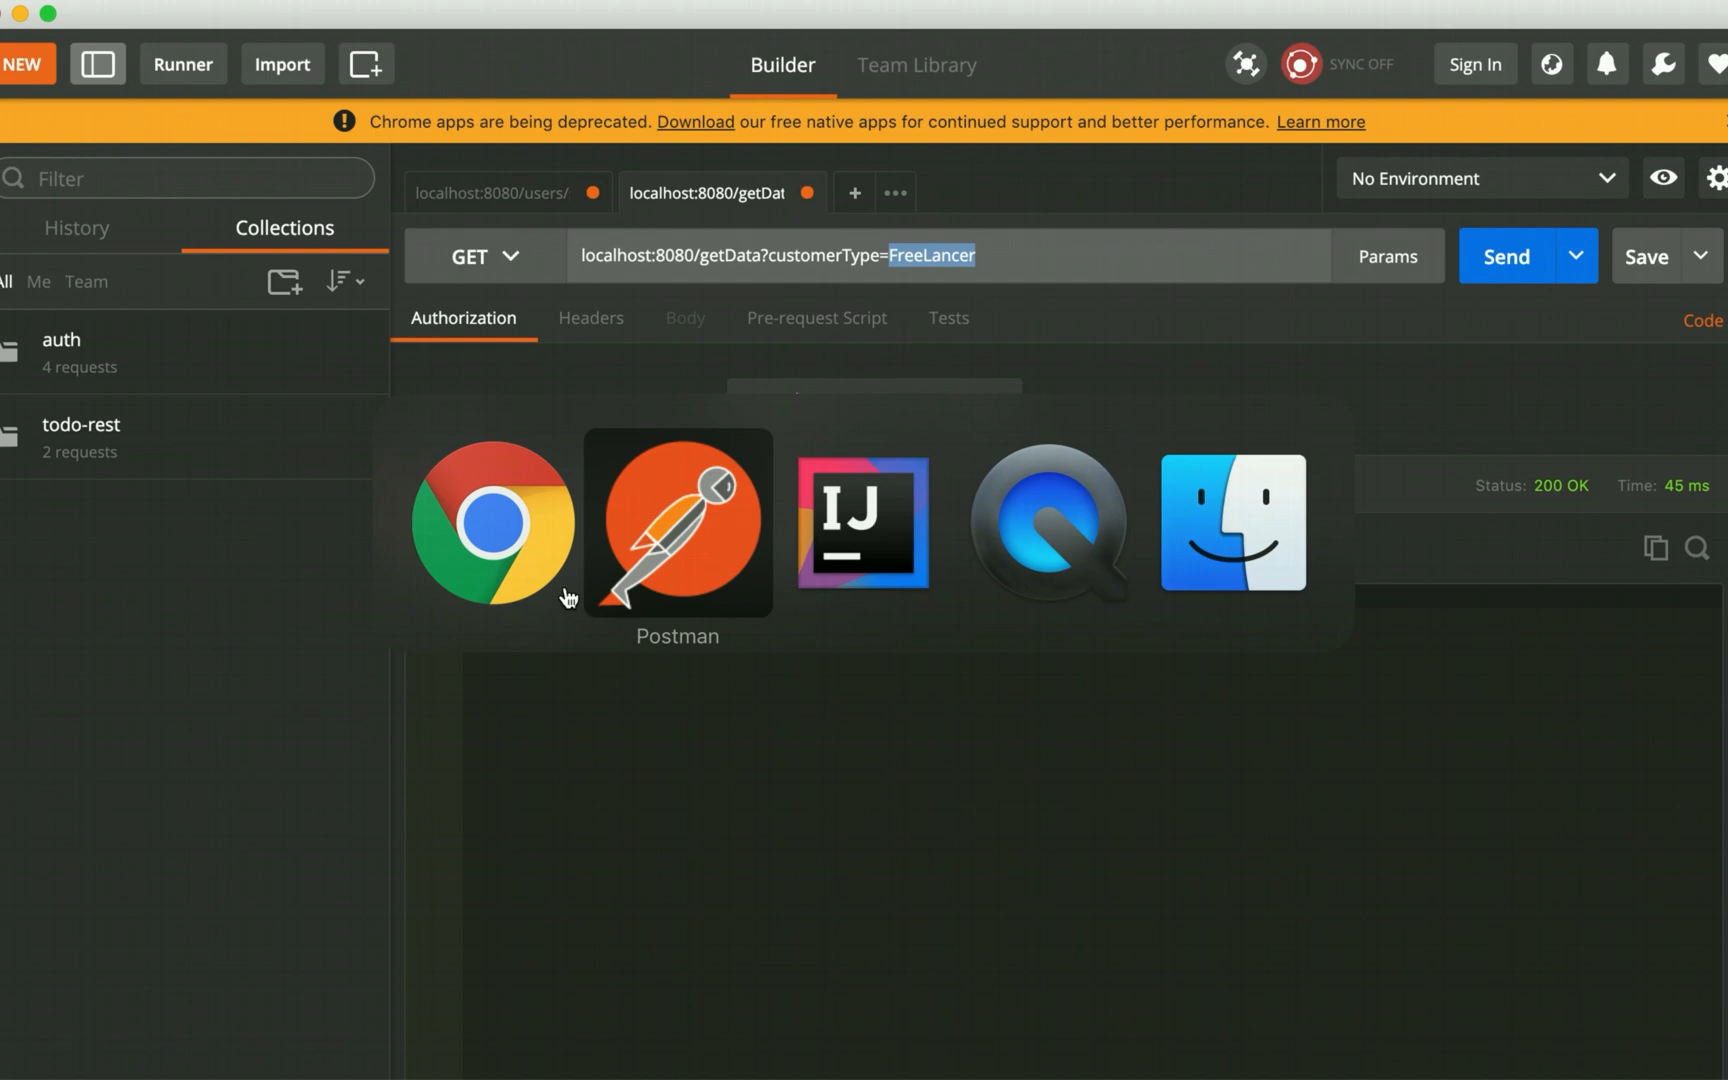 NEW
Runner
Import
Builder
Team Library
SYNC OFF
Sign In
Chrome apps are being deprecated. Download our free native apps for continued support and better performance. Learn more
Filter
History
Collections
Me
Team
auth
4 requests
todo-rest
2 requests
localhost:8080/users/
localhost:8080/getDat
No Environment
GET
localhost:8080/getData?customerType=FreeLancer
Params
Send
Save
Authorization
Headers
Body
Pre-request Script
Tests
Code
IJ
Postman
Status: 200 OK
Time: 45 ms